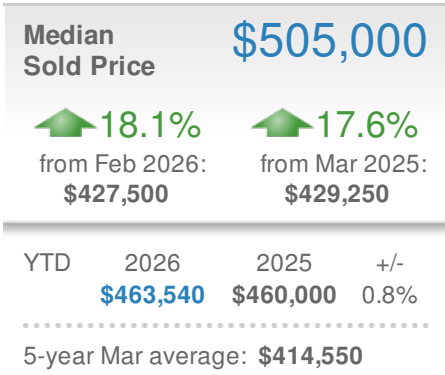 Median
Sold Price
$505,000
18.1%
from Feb 2026:
$427,500
17.6%
from Mar 2025:
$429,250
YTD 2026 2025 +/-
$463,540 $460,000 0.8%
5-year Mar average: $414,550